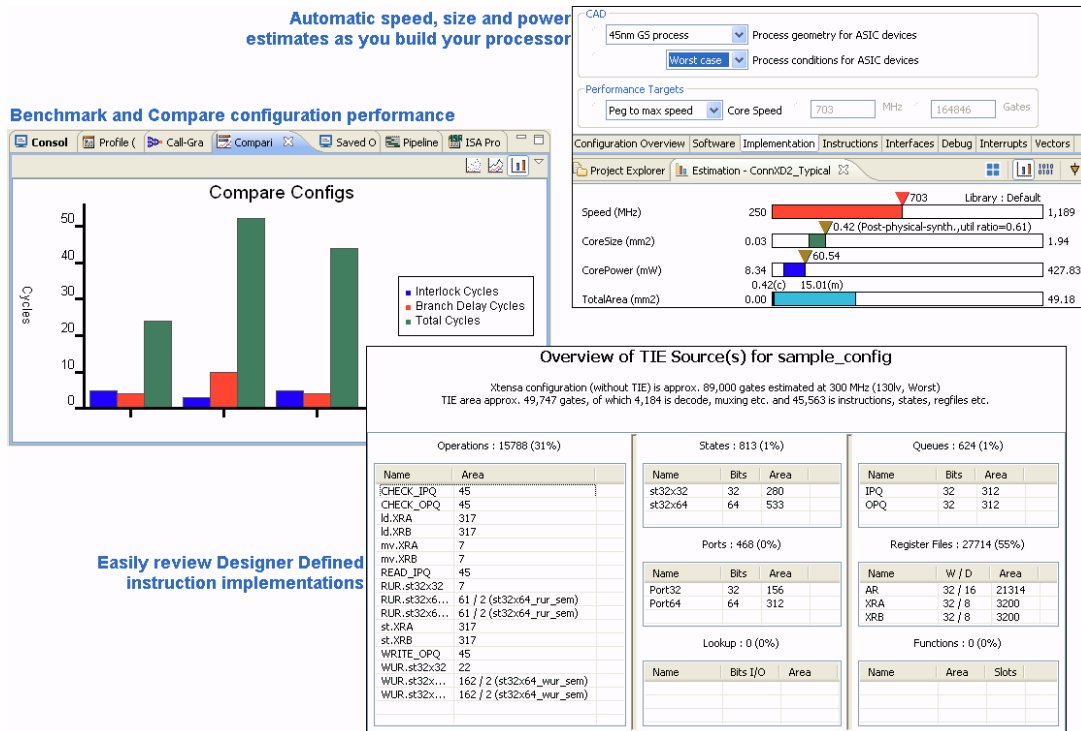 Automatic speed, size and power
estimates as you build your processor
CAD
45nm GS process Process geometry for ASIC devices
Worst case Process conditions for ASIC devices
Performance Targets
Peg to max speed Core Speed 703 MHz 164846 Gates
Configuration Overview Software Implementation Instructions Interfaces Debug Interrupts Vectors
Project Explorer Estimation - ConnXD2_Typical
703 Library : Default
Speed (MHz) 250 1,189
0.42 (Post-physical-synth.,util ratio=0.61)
CoreSize (mm2) 0.03 1.94
60.54
CorePower (mW) 8.34 427.83
0.42(c) 15.01(m)
TotalArea (mm2) 0.00 49.18
Benchmark and Compare configuration performance
Consol Profile ( Call-Gra Compari Saved O Pipeline ISA Pro
Compare Configs
50
40
30
20
10
0
Cycles
Interlock Cycles
Branch Delay Cycles
Total Cycles
Easily review Designer Defined
instruction implementations
Overview of TIE Source(s) for sample_config
Xtensa configuration (without TIE) is approx. 89,000 gates estimated at 300 MHz (130lv, Worst)
TIE area approx. 49,747 gates, of which 4,184 is decode, muxing etc. and 45,563 is instructions, states, regfiles etc.
Operations : 15788 (31%)
Name Area
CHECK_IPQ 45
CHECK_OPQ 45
ld.XRA 317
ld.XRB 317
mv.XRA 7
mv.XRB 7
READ_IPQ 45
RUR.st32x32 7
RUR.st32x6... 61 / 2 (st32x64_rur_sem)
RUR.st32x6... 61 / 2 (st32x64_rur_sem)
st.XRA 317
st.XRB 317
WRITE_OPQ 45
WUR.st32x32 22
WUR.st32x... 162 / 2 (st32x64_wur_sem)
WUR.st32x... 162 / 2 (st32x64_wur_sem)
States : 813 (1%)
Name Bits Area
st32x32 32 280
st32x64 64 533
Ports : 468 (0%)
Name Bits Area
Port32 32 156
Port64 64 312
Lookup : 0 (0%)
Name Bits I/O Area
Queues : 624 (1%)
Name Bits Area
IPQ 32 312
OPQ 32 312
Register Files : 27714 (55%)
Name W / D Area
AR 32 / 16 21314
XRA 32 / 8 3200
XRB 32 / 8 3200
Functions : 0 (0%)
Name Area Slots